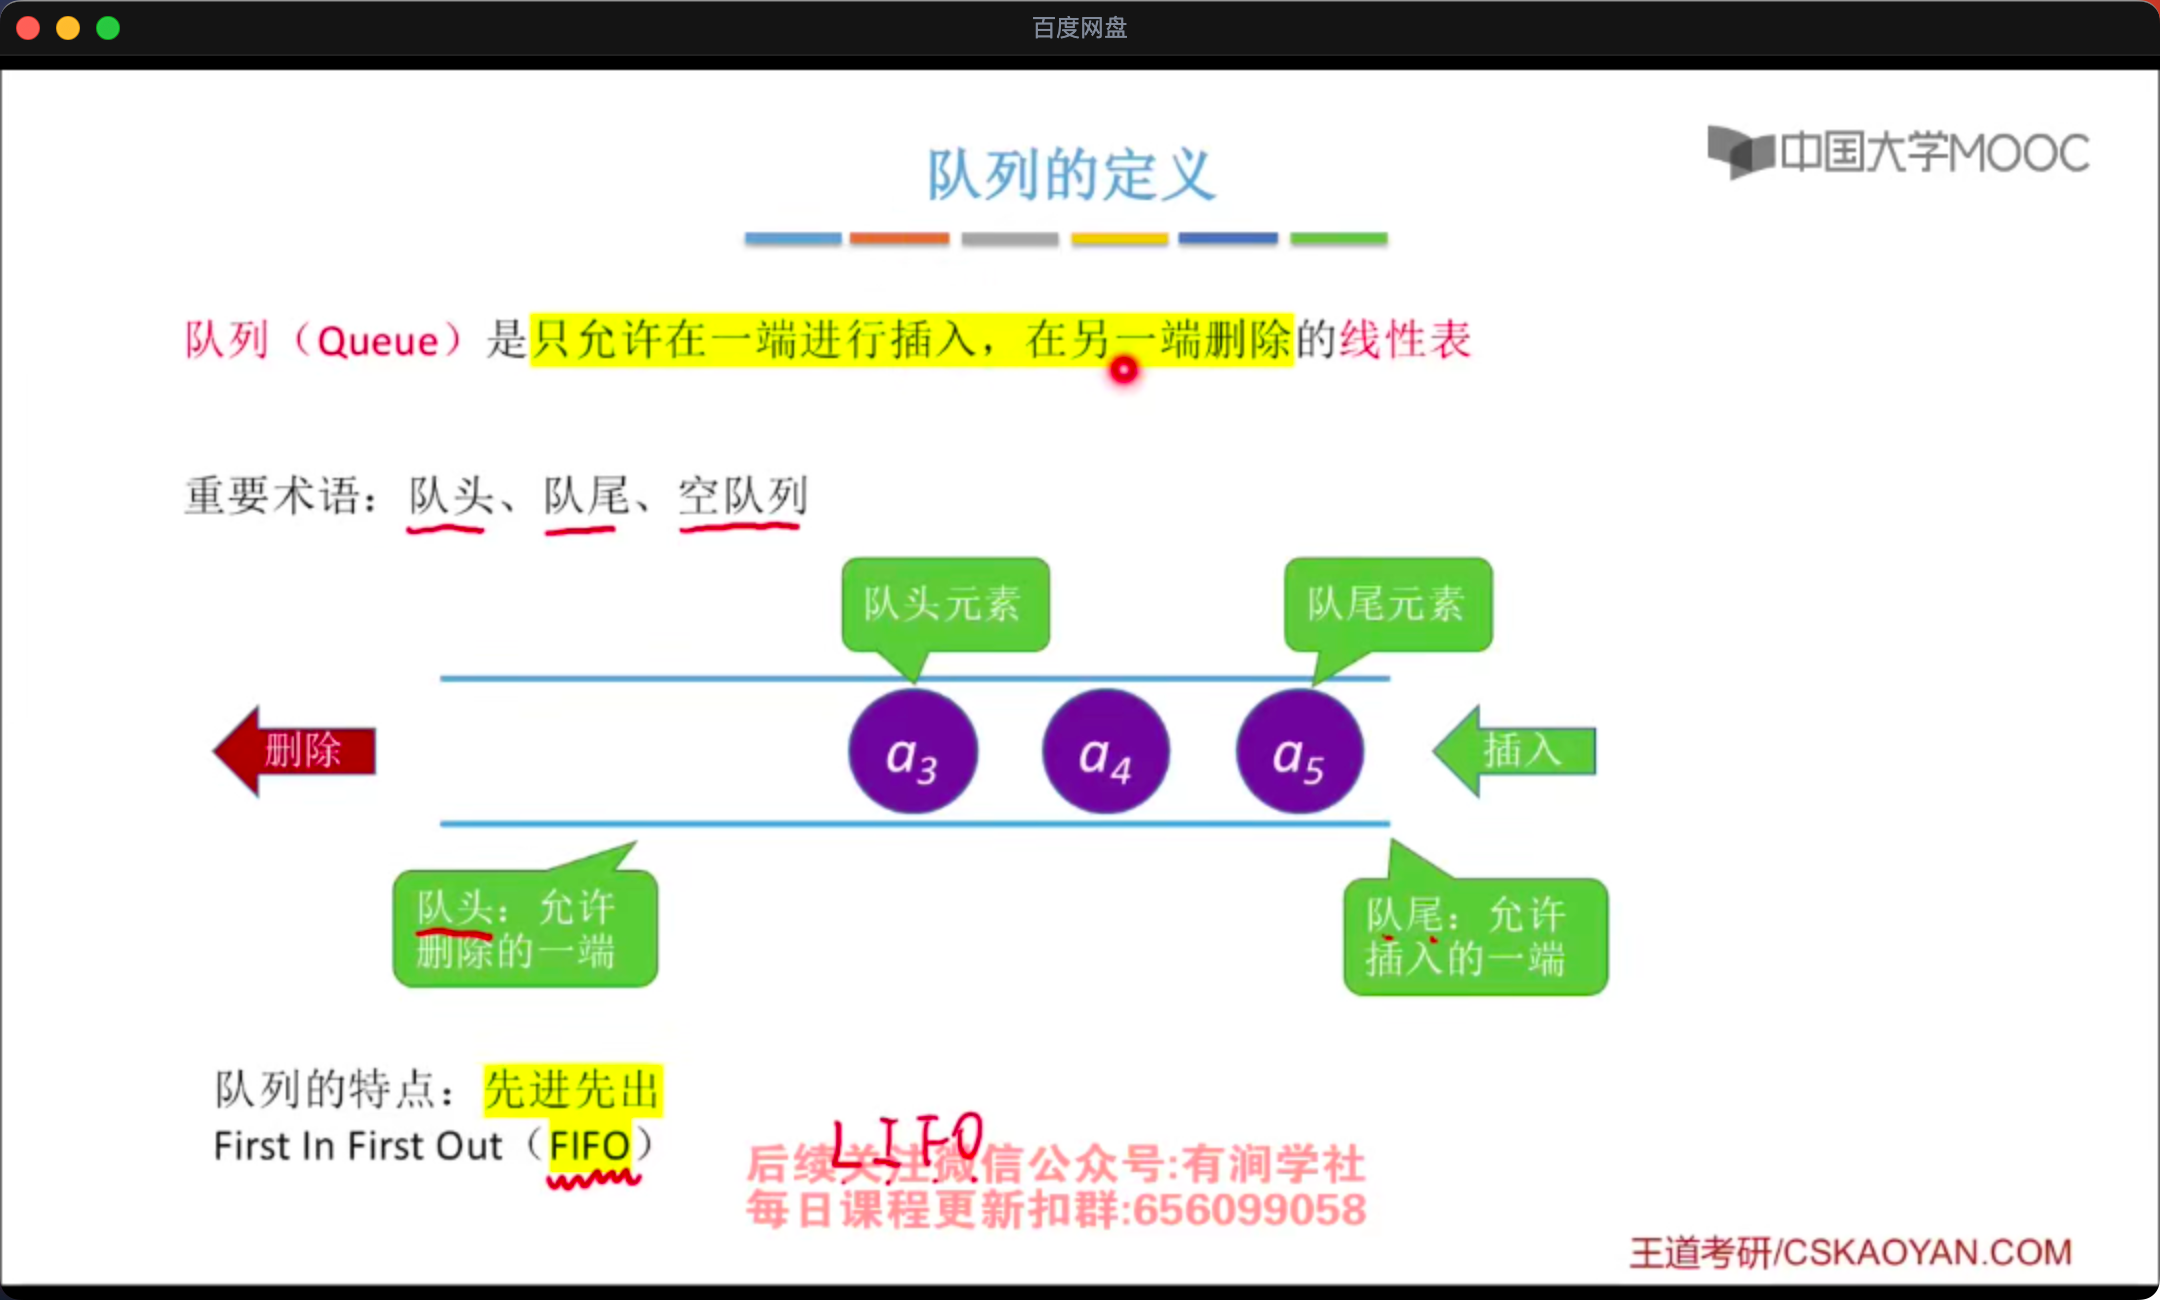 百度网盘
中国大学MOOC
队列的定义
队列（Queue）是只允许在一端进行插入，在另一端删除的线性表
重要术语：队头、队尾、空队列
队头元素
队尾元素
删除
a3
a4
a5
插入
队头：允许
删除的一端
队尾：允许
插入的一端
队列的特点：先进先出
First In First Out（FIFO）
LIFO
后续关注微信公众号:有涧学社
每日课程更新扣群:656099058
王道考研/CSKAOYAN.COM